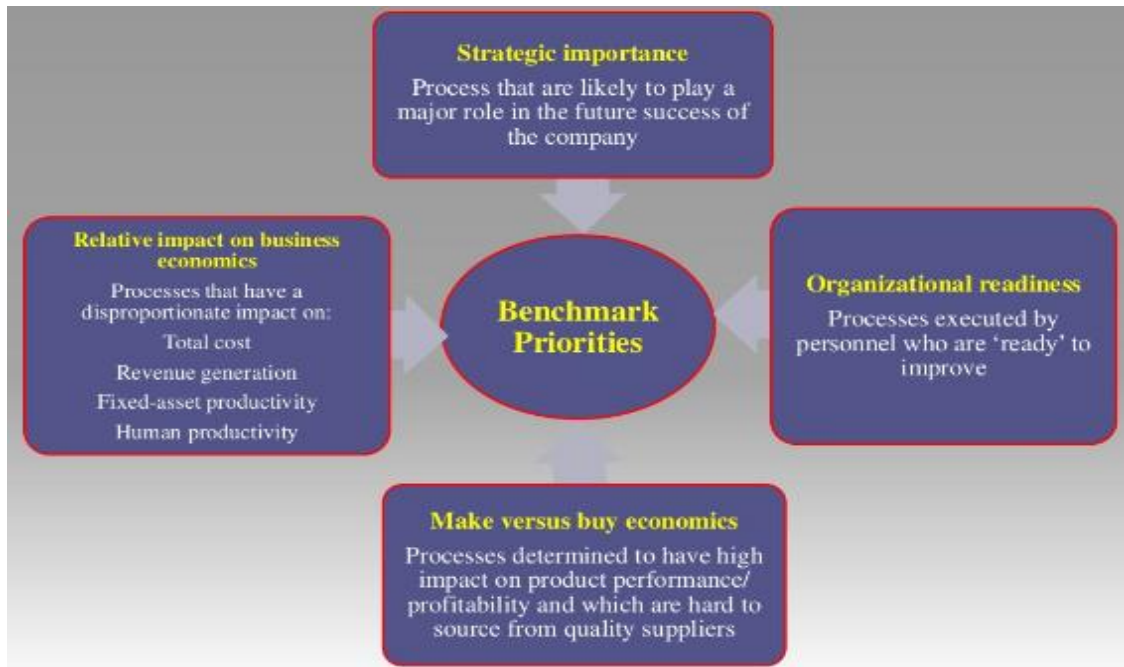 Strategic importance
Process that are likely to play a
major role in the future success of
the company
Relative impact on business
economics
Processes that have a
disproportionate impact on:
Total cost
Revenue generation
Fixed-asset productivity
Human productivity
Benchmark
Priorities
Organizational readiness
Processes executed by
personnel who are ‘ready’ to
improve
Make versus buy economics
Processes determined to have high
impact on product performance/
profitability and which are hard to
source from quality suppliers